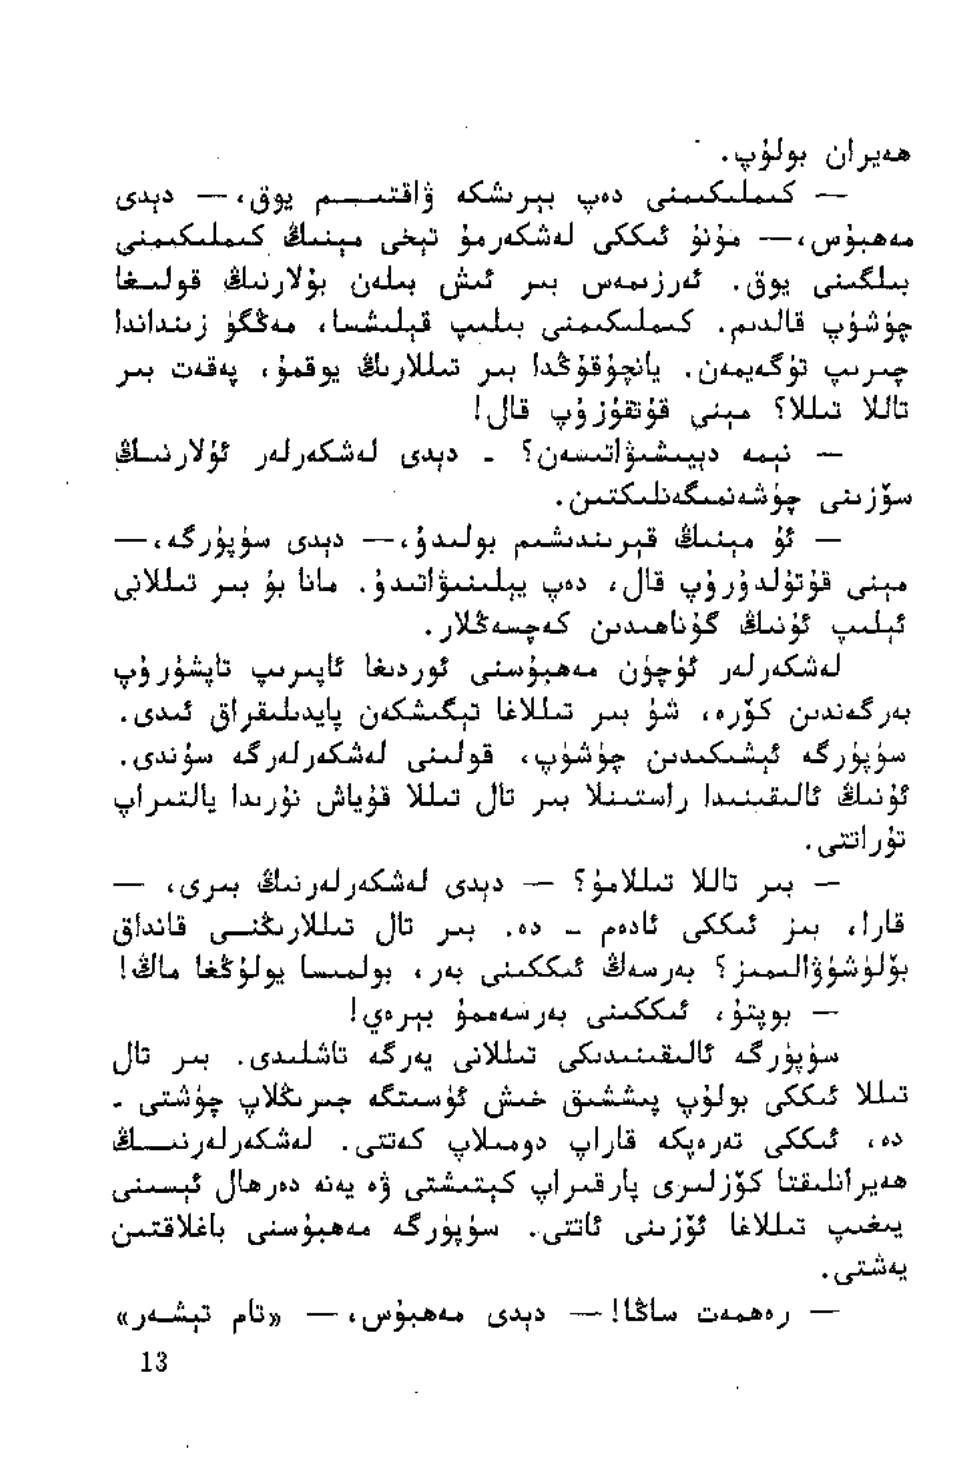 ھەيران بولۇپ.
— كىملىكىمنى دەپ بېرىشكە ۋاقتىم يوق، — دېدى
مەھبۇس، — مۇنۇ ئىككى لەشكەرمۇ تېخى مېنىڭ كىملىكىمنى
بىلگىنى يوق. ئەرزىمەس بىر ئىش بىلەن بۇلارنىڭ قولىغا
چۈشۈپ قالدىم. كىملىكىمنى بىلىپ قېلىشسا، مەڭگۈ زىنداندا
چىرىپ تۈگەيمەن. يانچۇقۇڭدا بىر تىللارىڭ يوقمۇ، پەقەت بىر
تاللا تىللا؟ مېنى قۇتقۇزۇپ قال!
— نېمە دېيىشىۋاتىسەن؟ - دېدى لەشكەرلەر ئۇلارنىڭ
سۆزىنى چۈشەنمىگەنلىكتىن.
— ئۇ مېنىڭ قېرىندىشىم بولىدۇ، — دېدى سۇپۇرگە، —
مېنى قۇتۇلدۇرۇپ قال، دەپ يېلىنىۋاتىدۇ. مانا بۇ بىر تىللانى
ئېلىپ ئۇنىڭ گۇناھىدىن كەچسەڭلار.
لەشكەرلەر ئۈچۈن مەھبۇسنى ئوردىغا ئاپىرىپ تاپشۇرۇپ
بەرگەندىن كۆرە، شۇ بىر تىللاغا تېگىشكەن پايدىلىقراق ئىدى.
سۇپۇرگە ئېشىكىدىن چۈشۈپ، قولىنى لەشكەرلەرگە سۇندى.
ئۇنىڭ ئالىقىنىدا راستىنلا بىر تال تىللا قۇياش نۇرىدا يالتىراپ
تۇراتتى.
— بىر تاللا تىللامۇ؟ — دېدى لەشكەرلەرنىڭ بىرى، —
قارا، بىز ئىككى ئادەم - دە. بىر تال تىللارىڭنى قانداق
بۆلۈشۈۋالىمىز؟ بەرسەڭ ئىككىنى بەر، بولمىسا يولۇڭغا ماڭ!
— بوپتۇ، ئىككىنى بەرسەممۇ بېرەي!
سۇپۇرگە ئالىقىنىدىكى تىللانى يەرگە تاشلىدى. بىر تال
تىللا ئىككى بولۇپ پىششىق خىش ئۈستىگە جىرىڭلاپ چۈشتى -
دە، ئىككى تەرەپكە قاراپ دومىلاپ كەتتى. لەشكەرلەرنىڭ
ھەيرانلىقتا كۆزلىرى پارقىراپ كېتىشتى ۋە يەنە دەرھال ئېسىنى
يىغىپ تىللاغا ئۆزىنى ئاتتى. سۇپۇرگە مەھبۇسنى باغلاقتىن
يەشتى.
— رەھمەت ساڭا! — دېدى مەھبۇس، — «تام تېشەر»
13